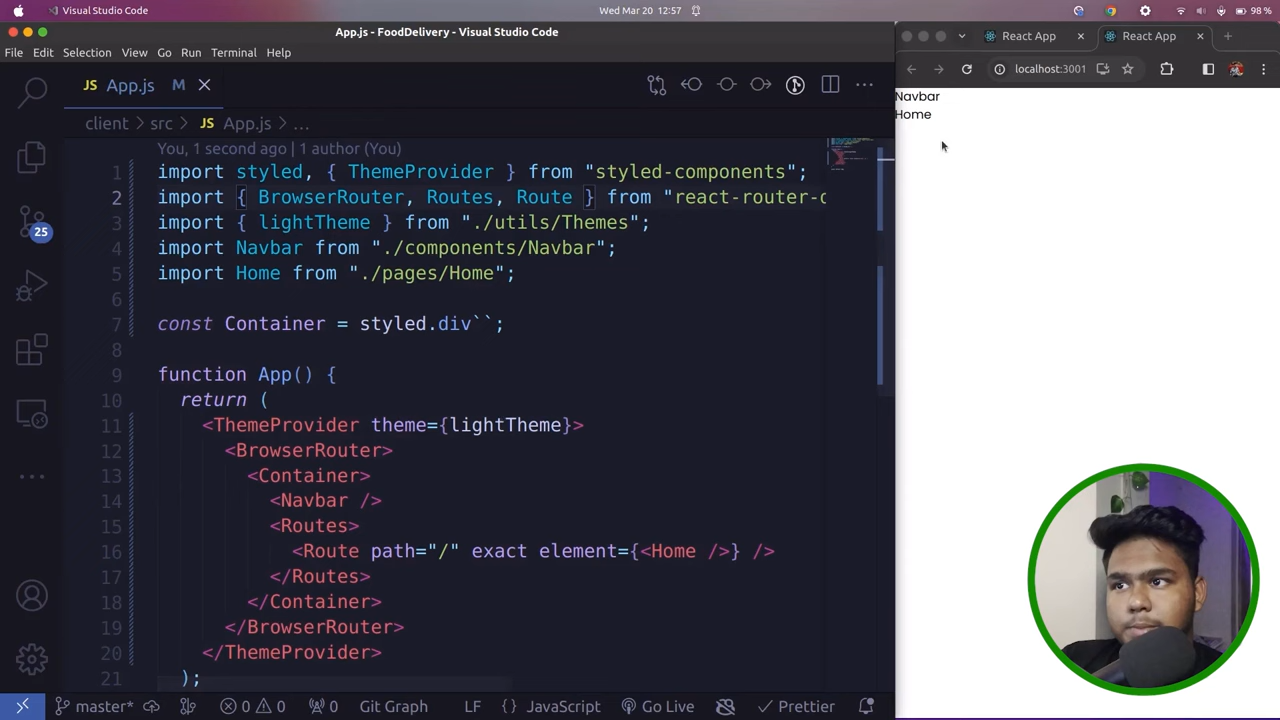 Visual Studio Code
Wed Mar 20 12:57
98 %
App.js - FoodDelivery - Visual Studio Code
File Edit Selection View Go Run Terminal Help
React App
React App
JS App.js M
localhost:3001
client > src > JS App.js > ...
Navbar
Home
You, 1 second ago | 1 author (You)
1 import styled, { ThemeProvider } from "styled-components";
2 import { BrowserRouter, Routes, Route } from "react-router-d
3 import { lightTheme } from "./utils/Themes";
4 import Navbar from "./components/Navbar";
5 import Home from "./pages/Home";
6
7 const Container = styled.div``;
8
9 function App() {
10 return (
11 <ThemeProvider theme={lightTheme}>
12 <BrowserRouter>
13 <Container>
14 <Navbar />
15 <Routes>
16 <Route path="/" exact element={<Home />} />
17 </Routes>
18 </Container>
19 </BrowserRouter>
20 </ThemeProvider>
21 );
25
master* 0 0 0 Git Graph LF {} JavaScript Go Live Prettier